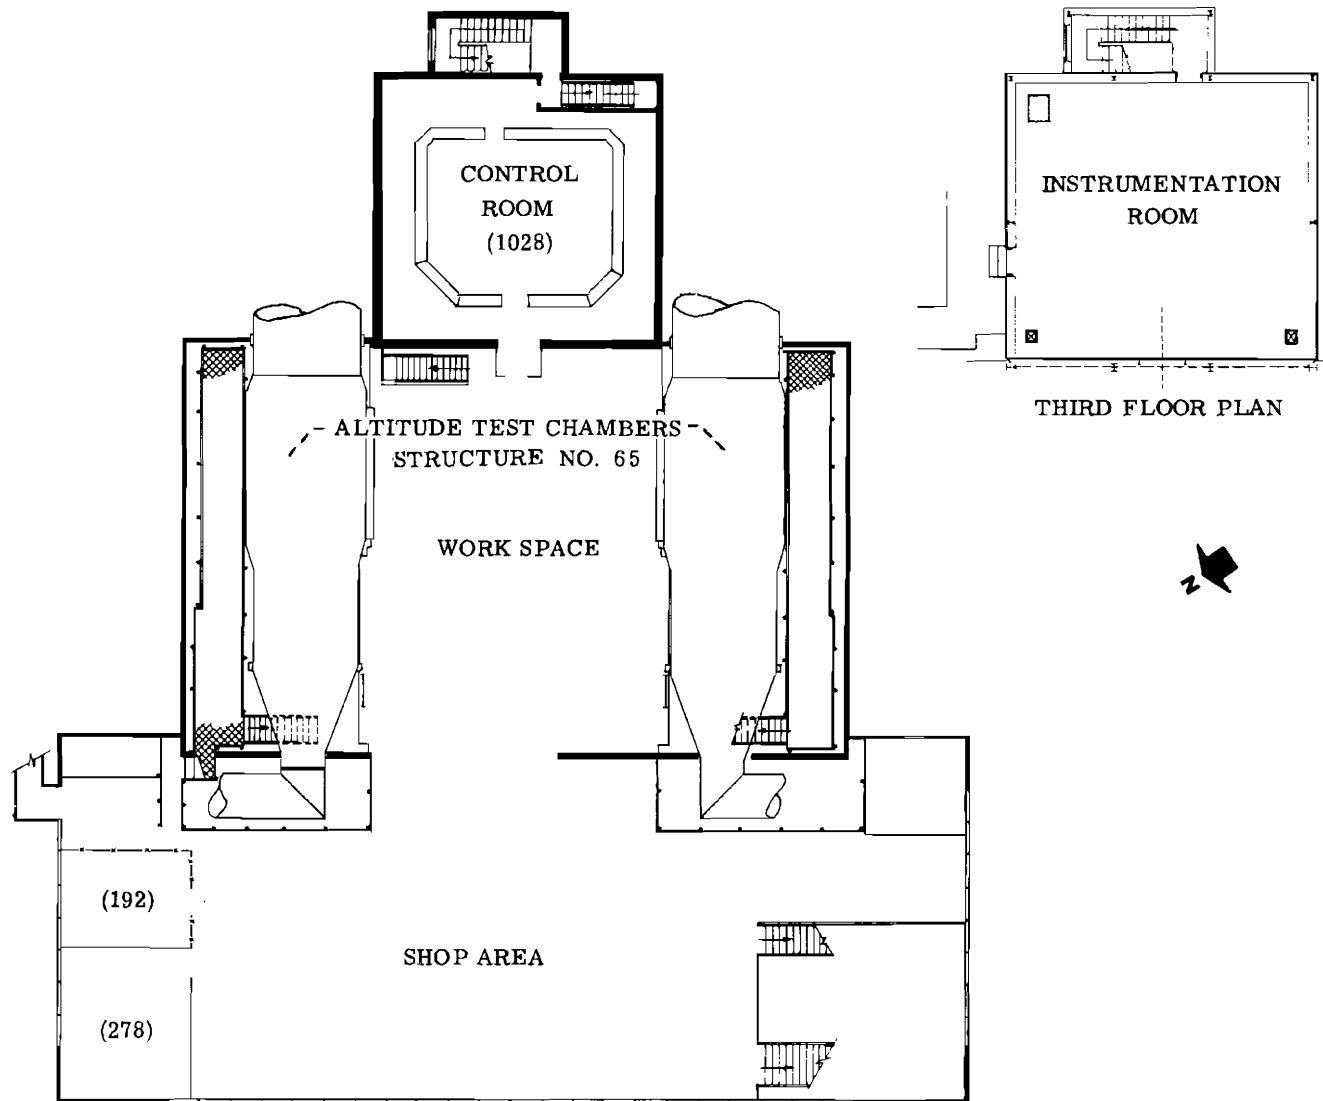 CONTROL
ROOM
(1028)
INSTRUMENTATION
ROOM
THIRD FLOOR PLAN
ALTITUDE TEST CHAMBERS
STRUCTURE NO. 65
WORK SPACE
N
(192)
SHOP AREA
(278)